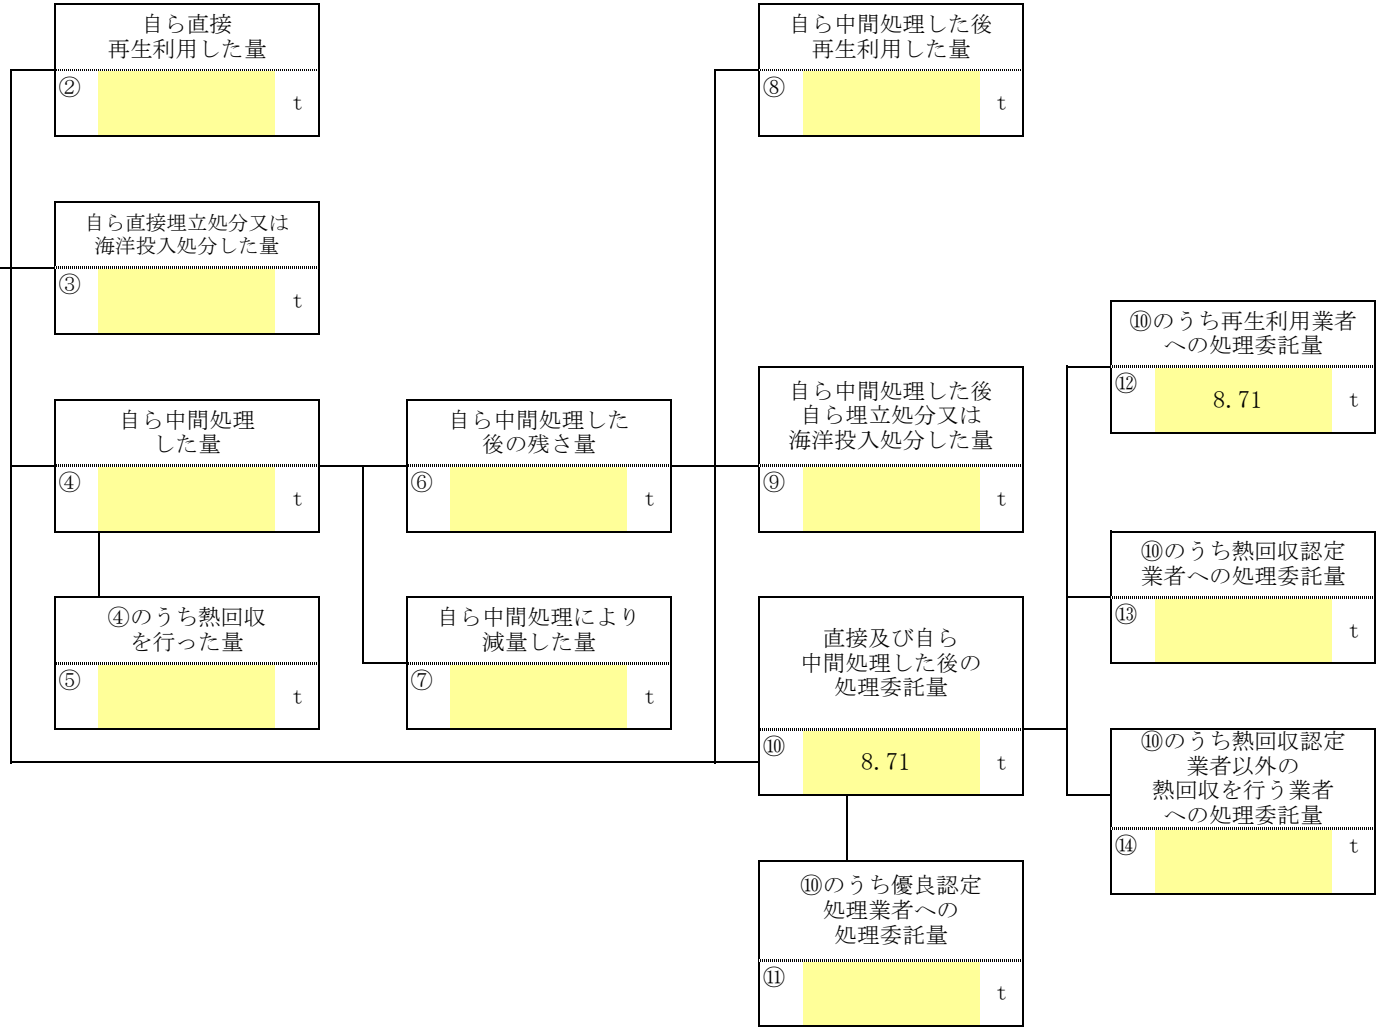 自ら直接
再生利用した量
②
t
自ら中間処理した後
再生利用した量
⑧
t
自ら直接埋立処分又は
海洋投入処分した量
③
t
⑩のうち再生利用業者
への処理委託量
⑫
8.71
t
自ら中間処理
した量
④
t
自ら中間処理した
後の残さ量
⑥
t
自ら中間処理した後
自ら埋立処分又は
海洋投入処分した量
⑨
t
⑩のうち熱回収認定
業者への処理委託量
⑬
t
④のうち熱回収
を行った量
⑤
t
自ら中間処理により
減量した量
⑦
t
直接及び自ら
中間処理した後の
処理委託量
⑩
8.71
t
⑩のうち熱回収認定
業者以外の
熱回収を行う業者
への処理委託量
⑭
t
⑩のうち優良認定
処理業者への
処理委託量
⑪
t